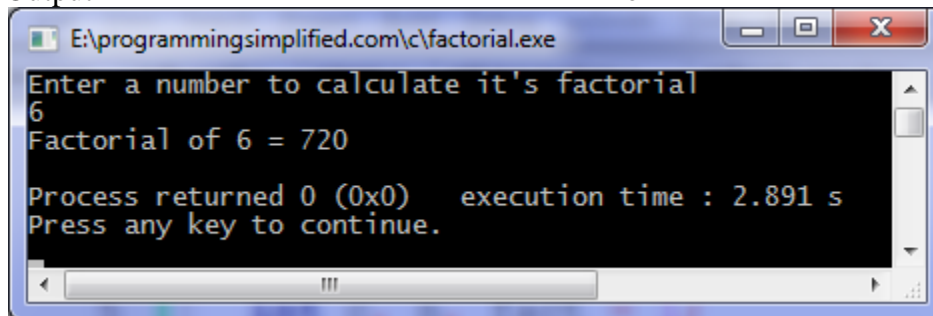 E:\programmingsimplified.com\c\factorial.exe
Enter a number to calculate it's factorial
6
Factorial of 6 = 720
Process returned 0 (0x0)   execution time : 2.891 s
Press any key to continue.